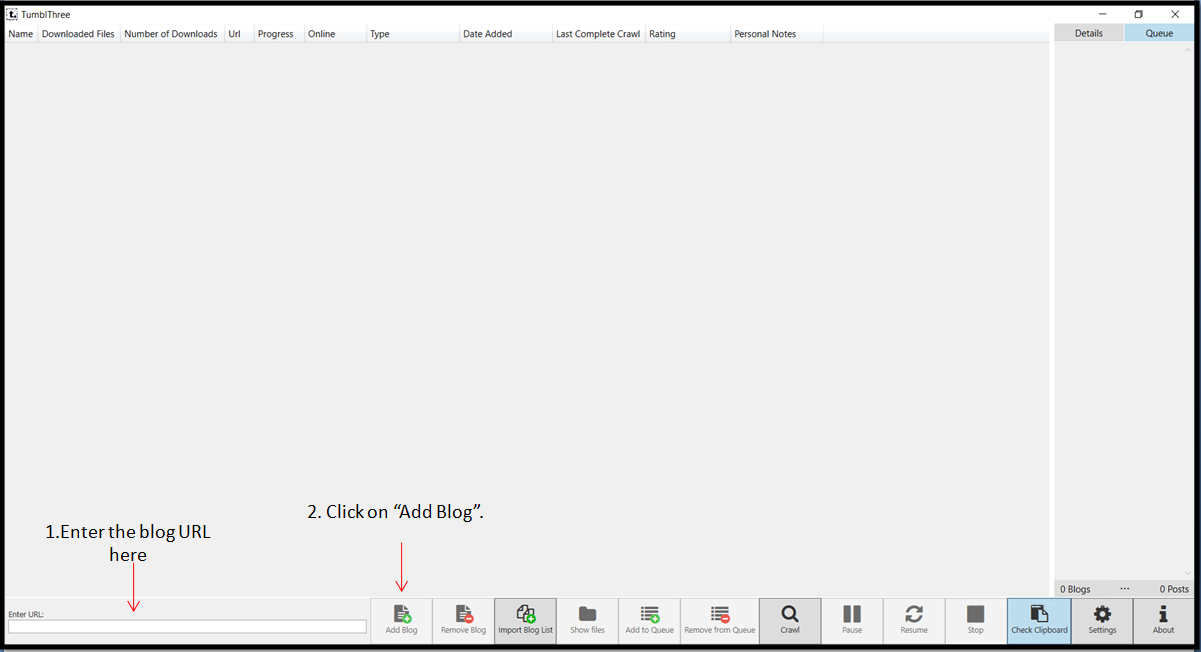 TumblThree
Name Downloaded Files Number of Downloads Url Progress Online Type Date Added Last Complete Crawl Rating Personal Notes Details Queue
2. Click on “Add Blog”.
1.Enter the blog URL
here
0 Blogs ··· 0 Posts
Enter URL:
Add Blog Remove Blog Import Blog List Show files Add to Queue Remove from Queue Crawl Pause Resume Stop Check Clipboard Settings About